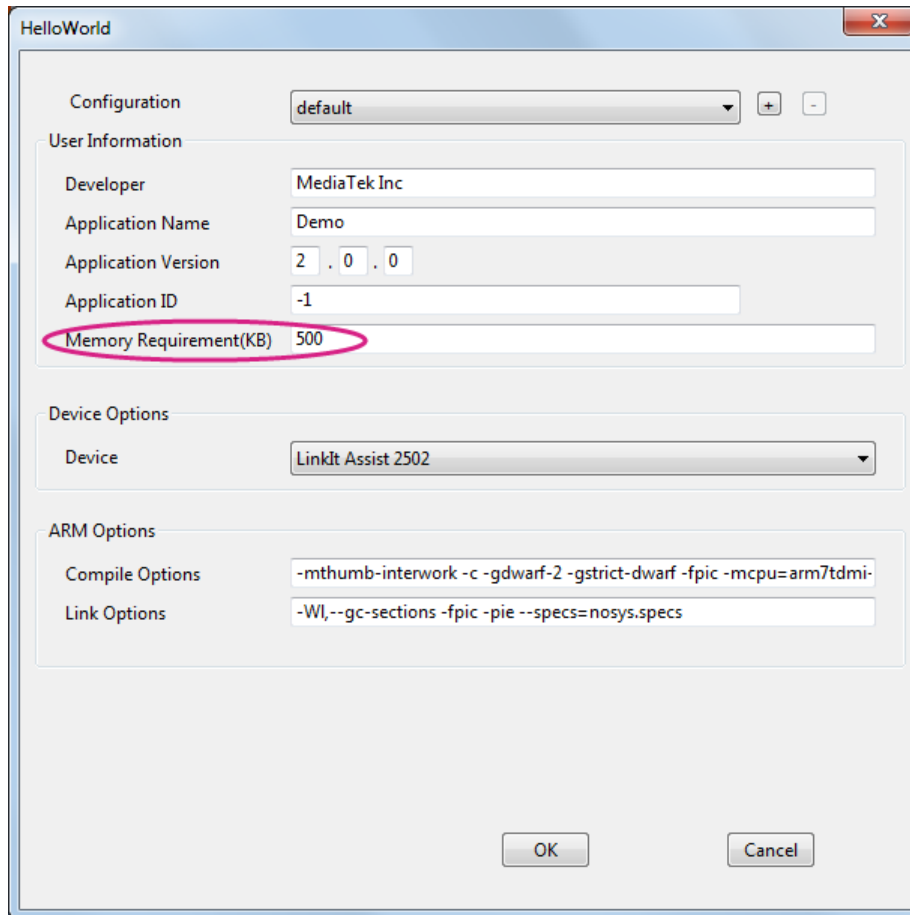 HelloWorld
x
Configuration default + -
User Information
Developer MediaTek Inc
Application Name Demo
Application Version 2 . 0 . 0
Application ID -1
Memory Requirement(KB) 500
Device Options
Device LinkIt Assist 2502
ARM Options
Compile Options -mthumb-interwork -c -gdwarf-2 -gstrict-dwarf -fpic -mcpu=arm7tdmi-
Link Options -Wl,--gc-sections -fpic -pie --specs=nosys.specs
OK Cancel